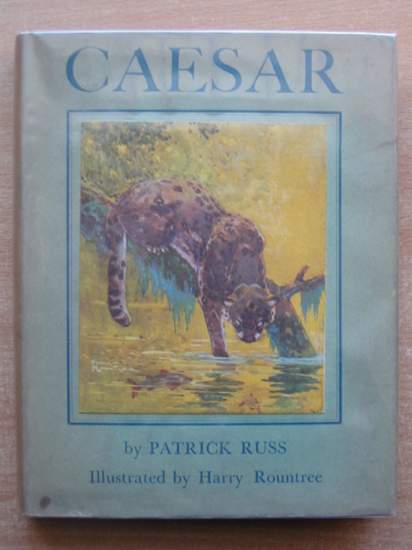 CAESAR
by PATRICK RUSS
Illustrated by Harry Rountree